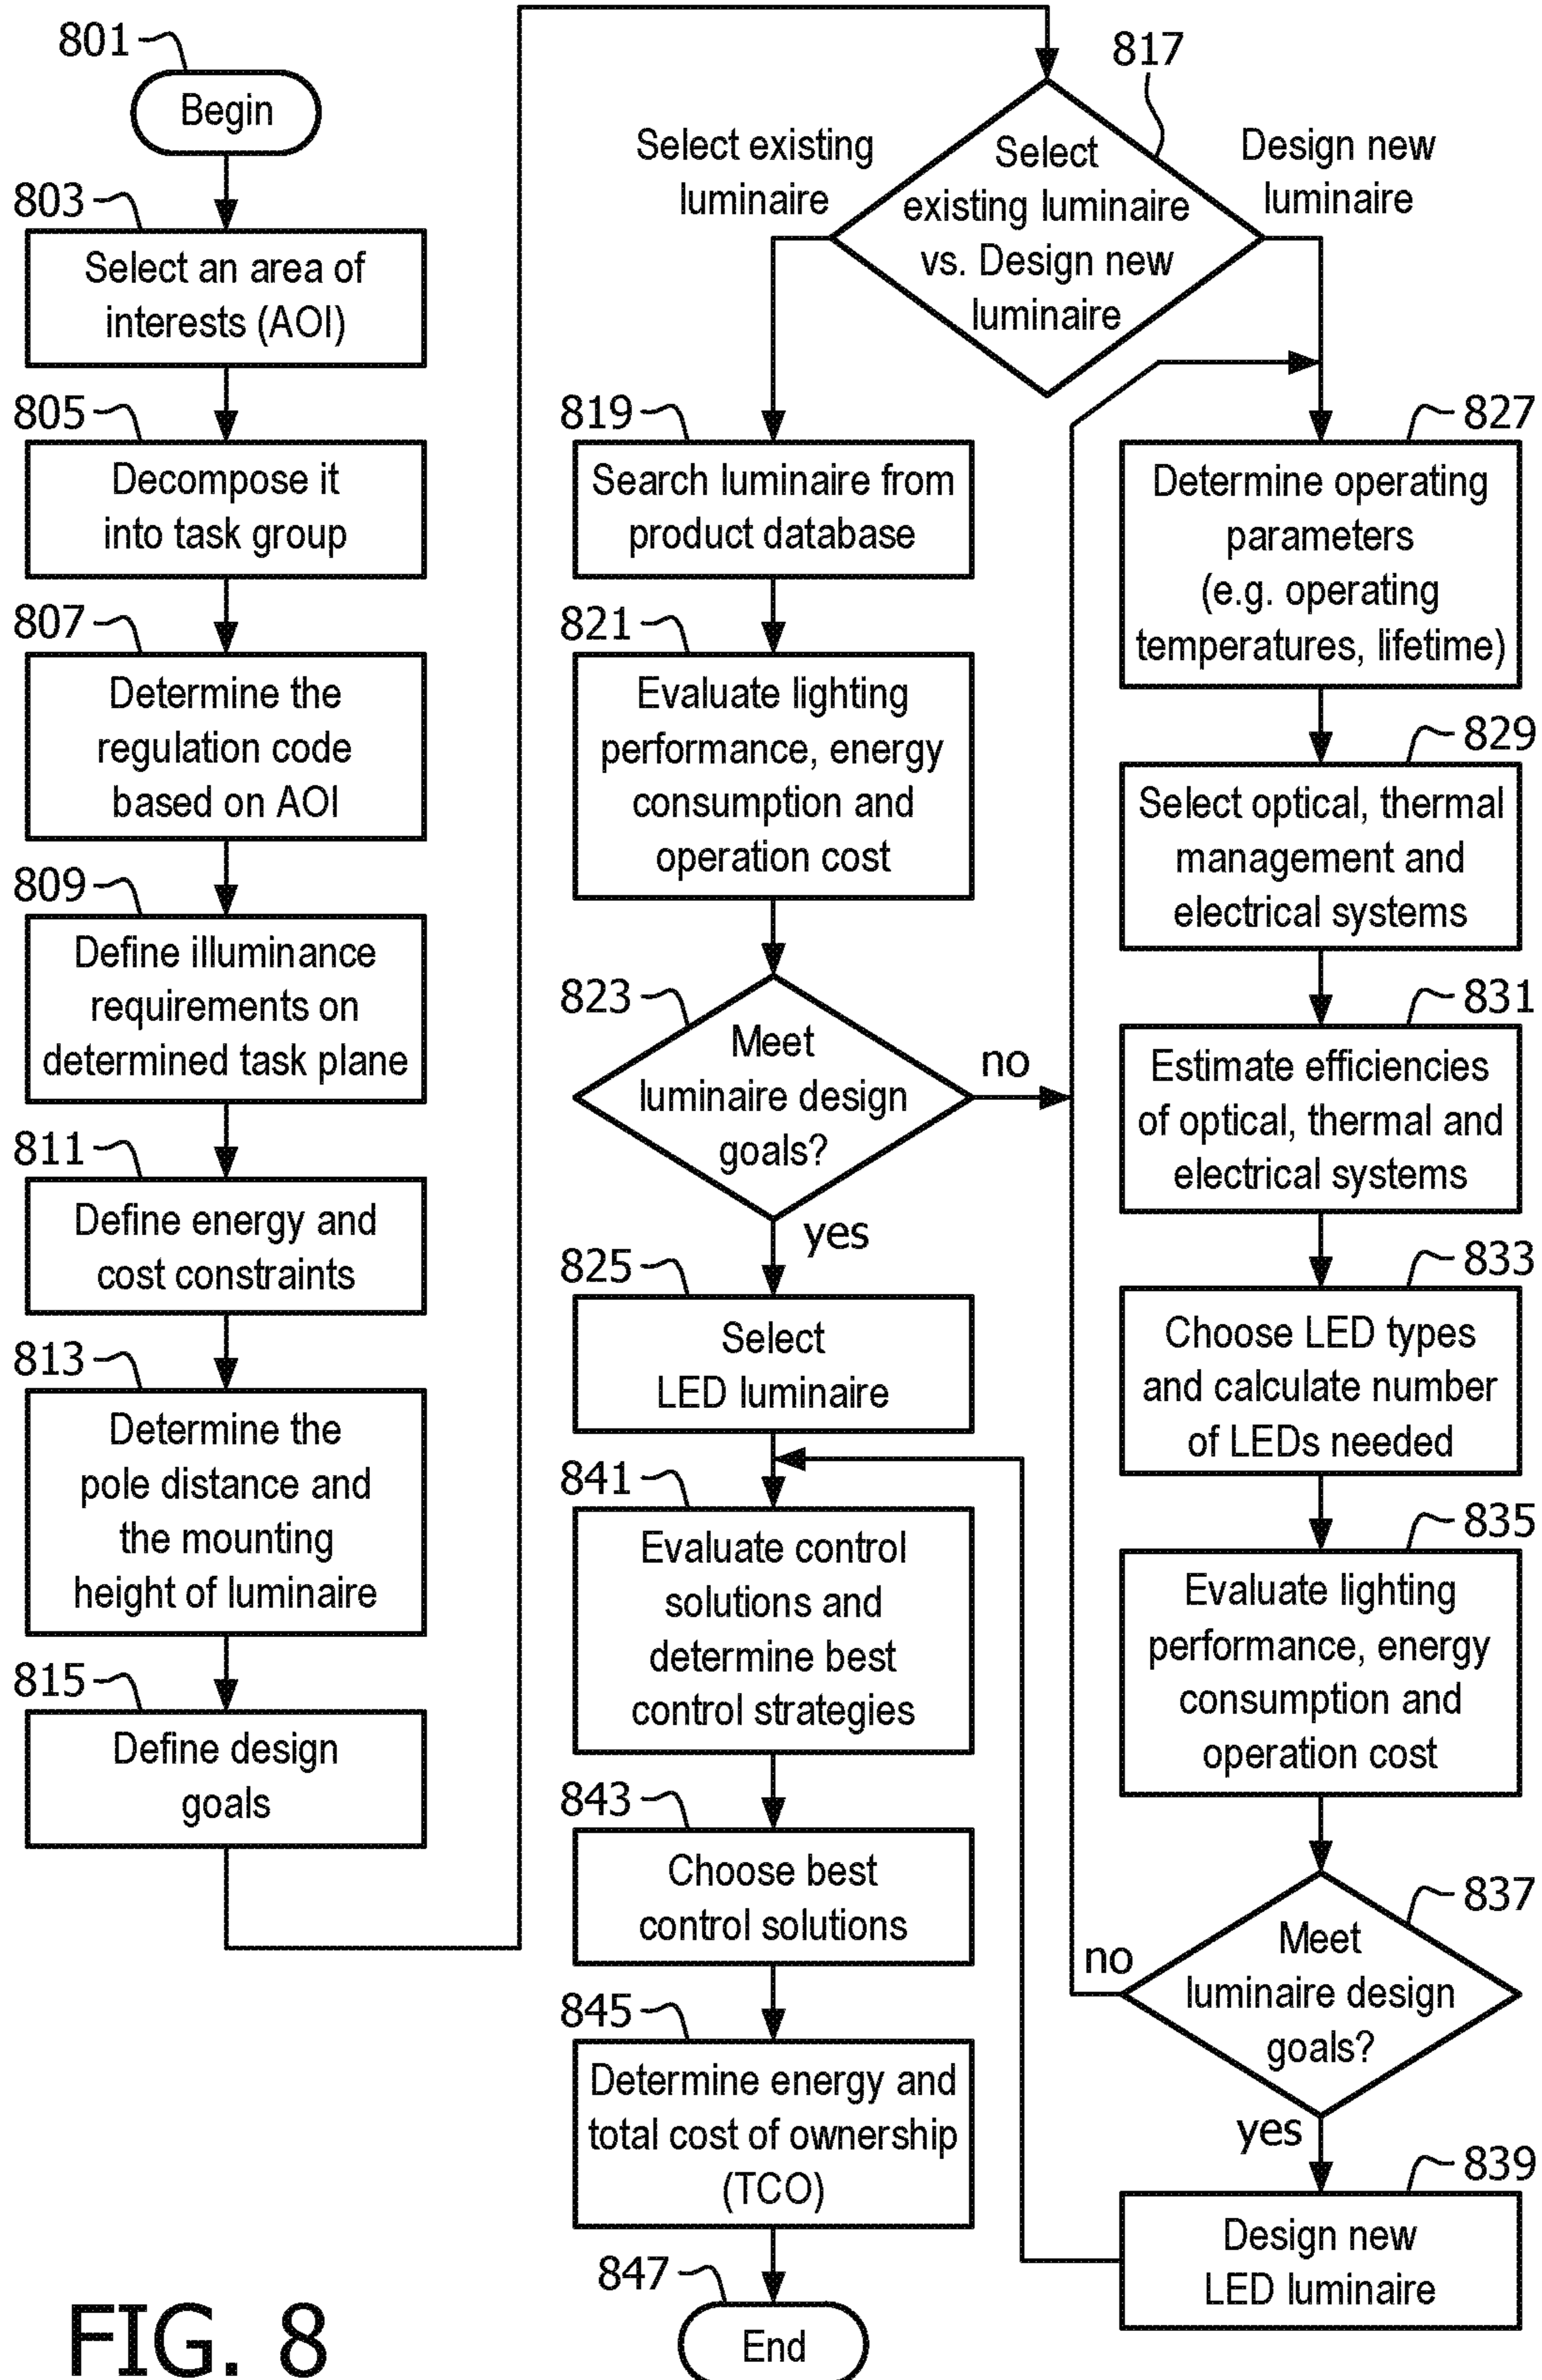 801
Begin
803
Select an area of
interests (AOI)
805
Decompose it
into task group
807
Determine the
regulation code
based on AOI
809
Define illuminance
requirements on
determined task plane
811
Define energy and
cost constraints
813
Determine the
pole distance and
the mounting
height of luminaire
815
Define design
goals
817
Select existing
luminaire
Select
existing luminaire
vs. Design new
luminaire
Design new
luminaire
819
Search luminaire from
product database
821
Evaluate lighting
performance, energy
consumption and
operation cost
823
Meet
luminaire design
goals?
no
yes
825
Select
LED luminaire
841
Evaluate control
solutions and
determine best
control strategies
843
Choose best
control solutions
845
Determine energy and
total cost of ownership
(TCO)
847
End
827
Determine operating
parameters
(e.g. operating
temperatures, lifetime)
829
Select optical, thermal
management and
electrical systems
831
Estimate efficiencies
of optical, thermal and
electrical systems
833
Choose LED types
and calculate number
of LEDs needed
835
Evaluate lighting
performance, energy
consumption and
operation cost
837
Meet
luminaire design
goals?
no
yes
839
Design new
LED luminaire
FIG. 8